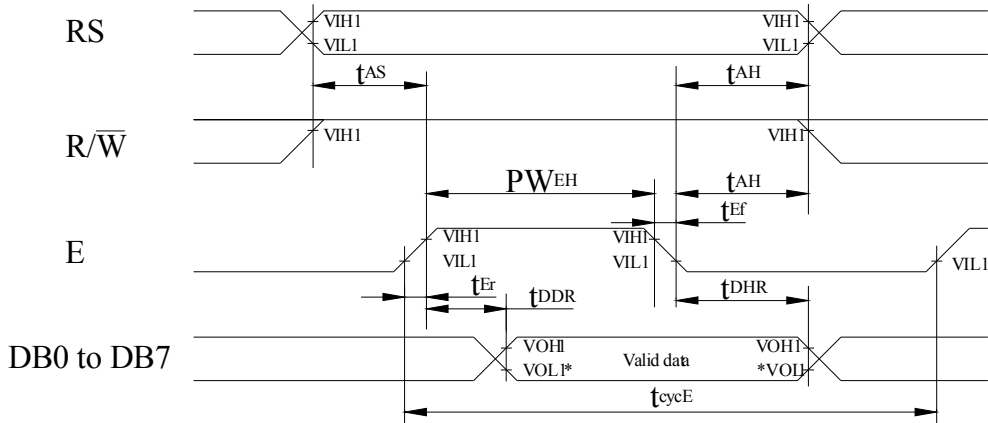 RS VIH1 VIH1
VIL1 VIL1
tAS tAH
R/W̅ VIH1 VIH1
PWEH tAH
tEf
E VIH1 VIH1
VIL1 VIL1 VIL1
tEr tDDR tDHR
DB0 to DB7 VOH1 Valid data VOH1
VOL1* *VOL1
tcycE